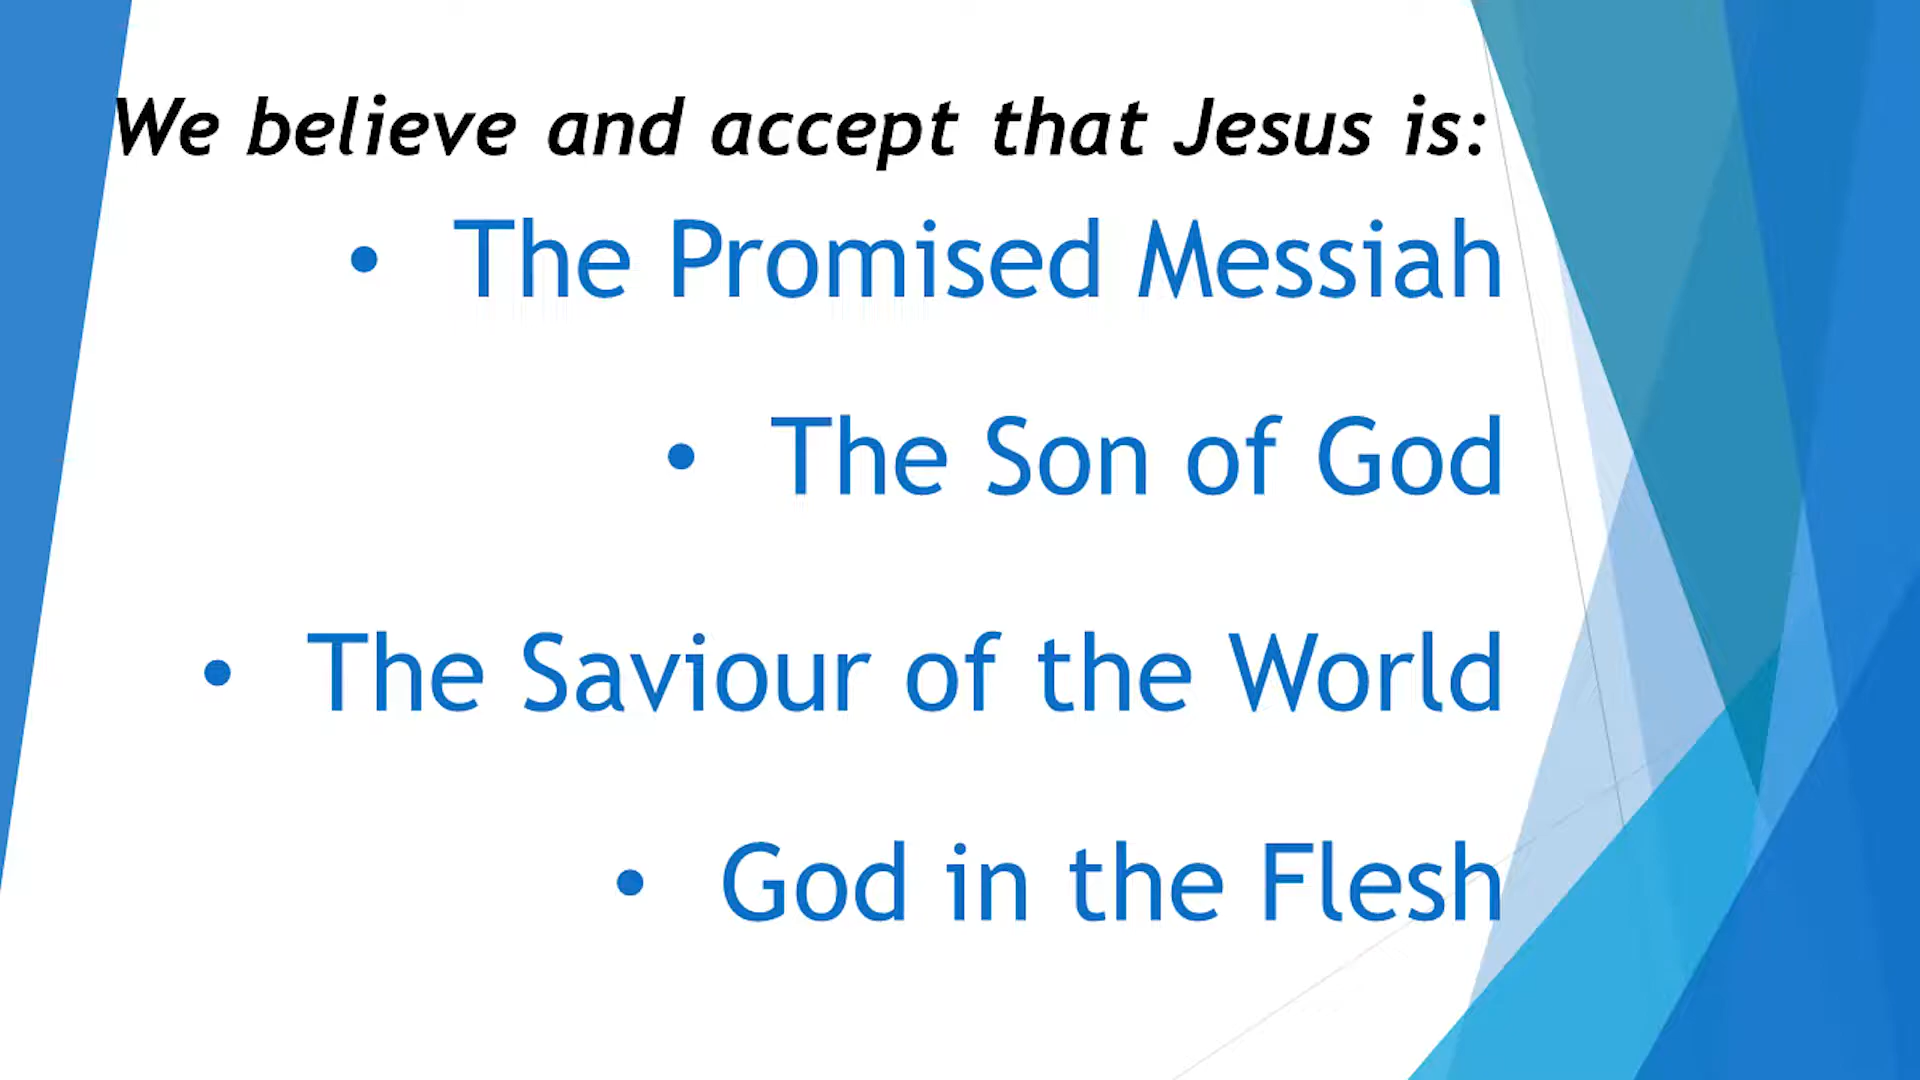 We believe and accept that Jesus is:
• The Promised Messiah
• The Son of God
• The Saviour of the World
• God in the Flesh